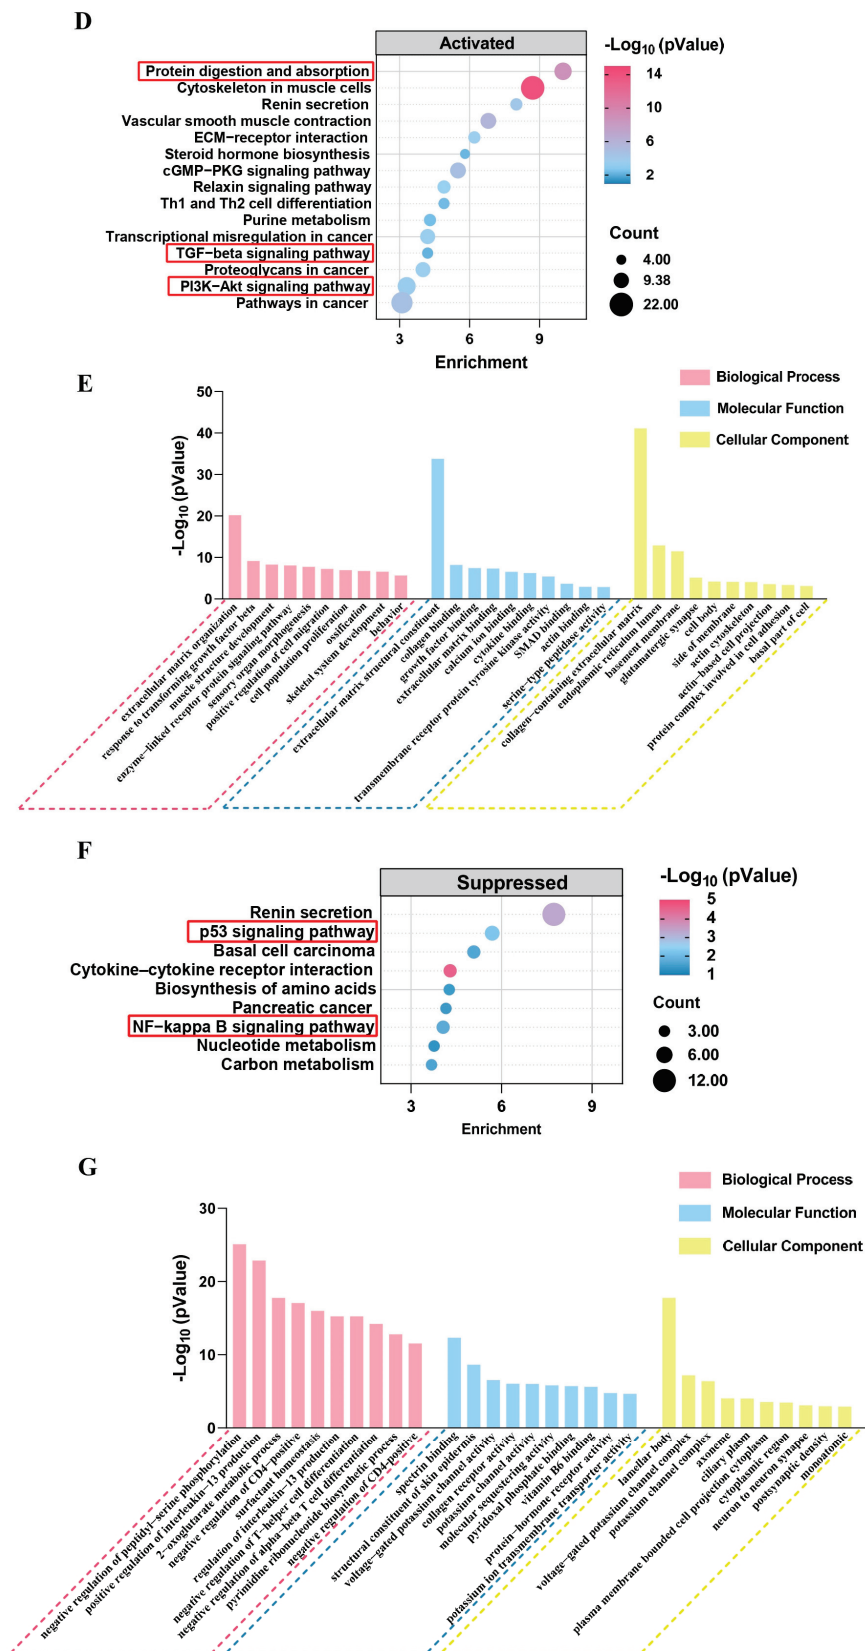 D
Activated
-Log10 (pValue)
Protein digestion and absorption
Cytoskeleton in muscle cells
Renin secretion
Vascular smooth muscle contraction
ECM−receptor interaction
Steroid hormone biosynthesis
cGMP−PKG signaling pathway
Relaxin signaling pathway
Th1 and Th2 cell differentiation
Purine metabolism
Transcriptional misregulation in cancer
TGF−beta signaling pathway
Proteoglycans in cancer
PI3K−Akt signaling pathway
Pathways in cancer
14
10
6
2
Count
4.00
9.38
22.00
3 6 9
Enrichment
E
Biological Process
Molecular Function
Cellular Component
-Log10 (pValue)
50
40
30
20
10
0
extracellular matrix organization
response to transforming growth factor beta
muscle structure development
enzyme−linked receptor protein signaling pathway
sensory organ morphogenesis
positive regulation of cell migration
cell population proliferation
ossification
skeletal system development
behavior
extracellular matrix structural constituent
collagen binding
growth factor binding
extracellular matrix binding
calcium ion binding
cytokine binding
transmembrane receptor protein tyrosine kinase activity
SMAD binding
actin binding
serine−type peptidase activity
collagen−containing extracellular matrix
endoplasmic reticulum lumen
basement membrane
glutamatergic synapse
cell body
side of membrane
actin cytoskeleton
actin−based cell projection
protein complex involved in cell adhesion
basal part of cell
F
Suppressed
-Log10 (pValue)
Renin secretion
p53 signaling pathway
Basal cell carcinoma
Cytokine−cytokine receptor interaction
Biosynthesis of amino acids
Pancreatic cancer
NF−kappa B signaling pathway
Nucleotide metabolism
Carbon metabolism
5
4
3
2
1
Count
3.00
6.00
12.00
3 6 9
Enrichment
G
Biological Process
Molecular Function
Cellular Component
-Log10 (pValue)
30
20
10
0
negative regulation of peptidyl−serine phosphorylation
positive regulation of interleukin−13 production
2−oxoglutarate metabolic process
negative regulation of CD4−positive
surfactant homeostasis
regulation of interleukin−13 production
negative regulation of T−helper cell differentiation
negative regulation of alpha−beta T cell differentiation
pyrimidine ribonucleotide biosynthetic process
negative regulation of CD4-positive
spectrin binding
structural constituent of skin epidermis
voltage−gated potassium channel activity
collagen receptor activity
potassium channel activity
molecular sequestering activity
pyridoxal phosphate binding
vitamin B6 binding
protein−hormone receptor activity
potassium ion transmembrane transporter activity
lamellar body
voltage−gated potassium channel complex
potassium channel complex
axoneme
ciliary plasm
plasma membrane bounded cell projection cytoplasm
cytoplasmic region
neuron to neuron synapse
postsynaptic density
monoatomic